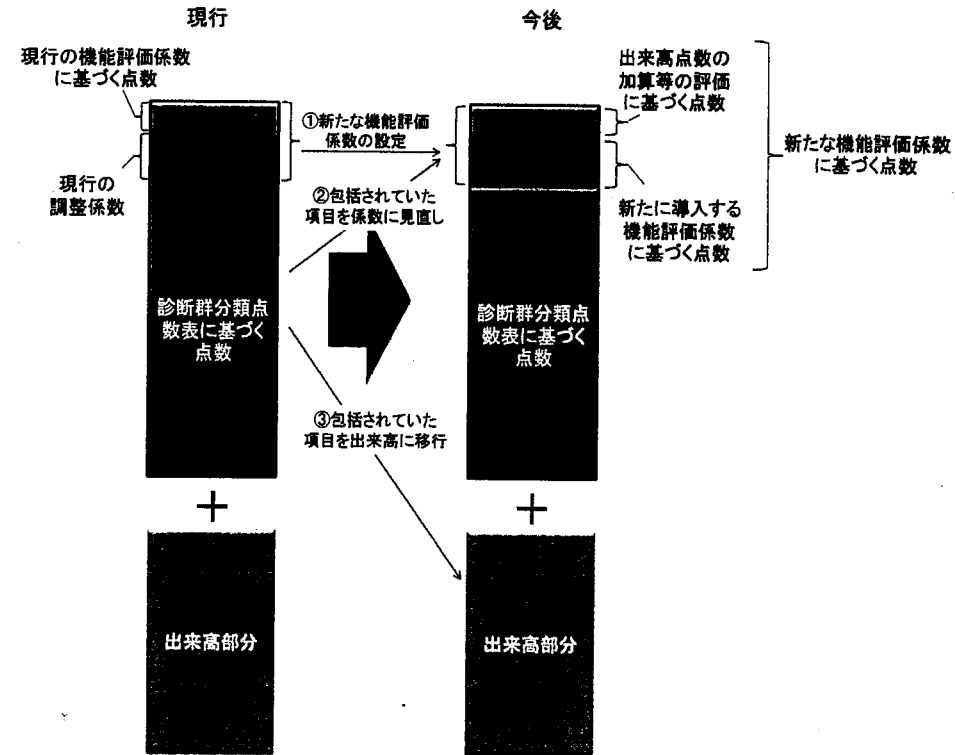 現行
今後
現行の機能評価係数
に基づく点数
現行の
調整係数
①新たな機能評価
係数の設定
②包括されていた
項目を係数に見直し
③包括されていた
項目を出来高に移行
診断群分類点
数表に基づく
点数
+
出来高部分
出来高点数の
加算等の評価
に基づく点数
新たに導入する
機能評価係数
に基づく点数
新たな機能評価係数
に基づく点数
診断群分類点
数表に基づく
点数
+
出来高部分